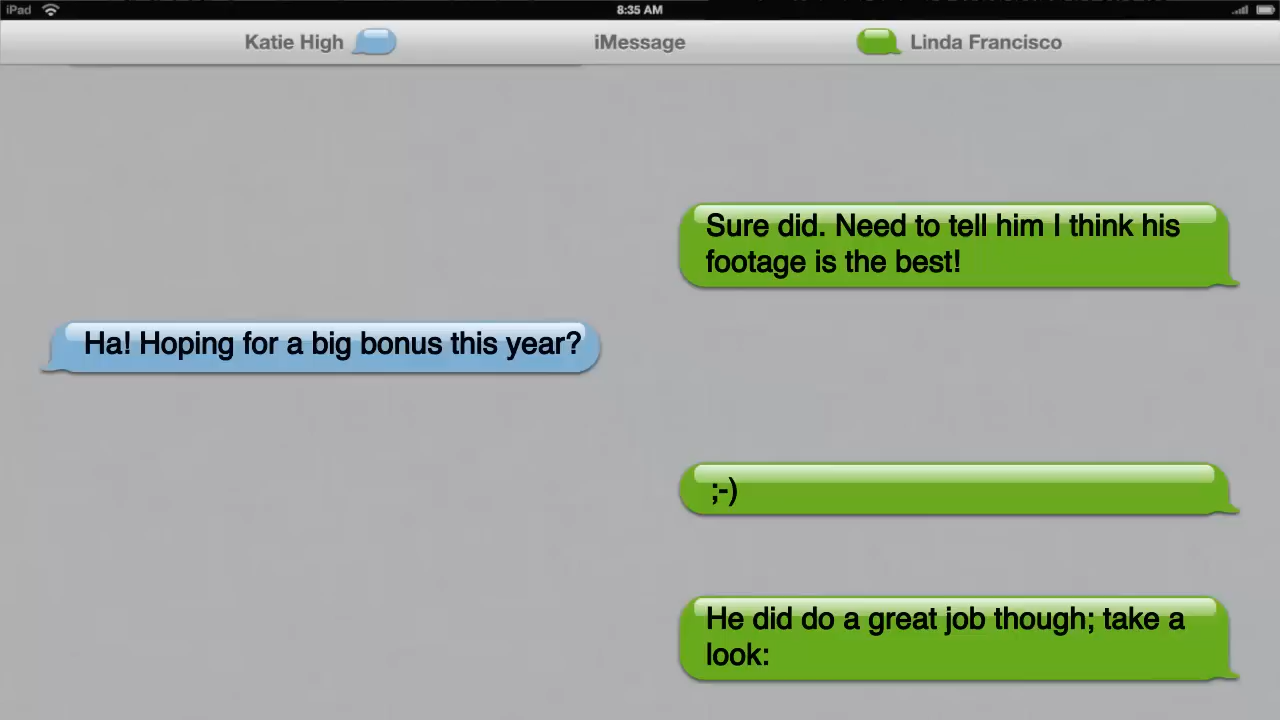 iPad 8:35 AM
Katie High iMessage Linda Francisco
Sure did. Need to tell him I think his
footage is the best!
Ha! Hoping for a big bonus this year?
;-)
He did do a great job though; take a
look: